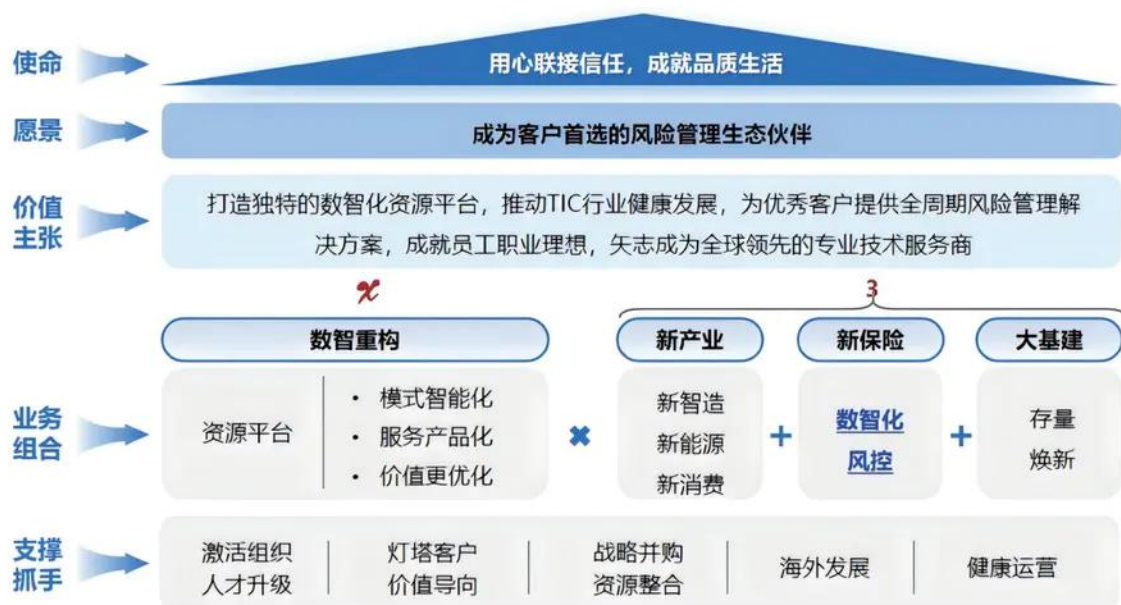 使命
用心联接信任，成就品质生活
愿景
成为客户首选的风险管理生态伙伴
价值
主张
打造独特的数智化资源平台，推动TIC行业健康发展，为优秀客户提供全周期风险管理解
决方案，成就员工职业理想，矢志成为全球领先的专业技术服务商
x
3
数智重构
新产业
新保险
大基建
业务
组合
资源平台
• 模式智能化
• 服务产品化
• 价值更优化
×
新智造
新能源
新消费
+
数智化
风控
+
存量
焕新
支撑
抓手
激活组织
人才升级
灯塔客户
价值导向
战略并购
资源整合
海外发展
健康运营